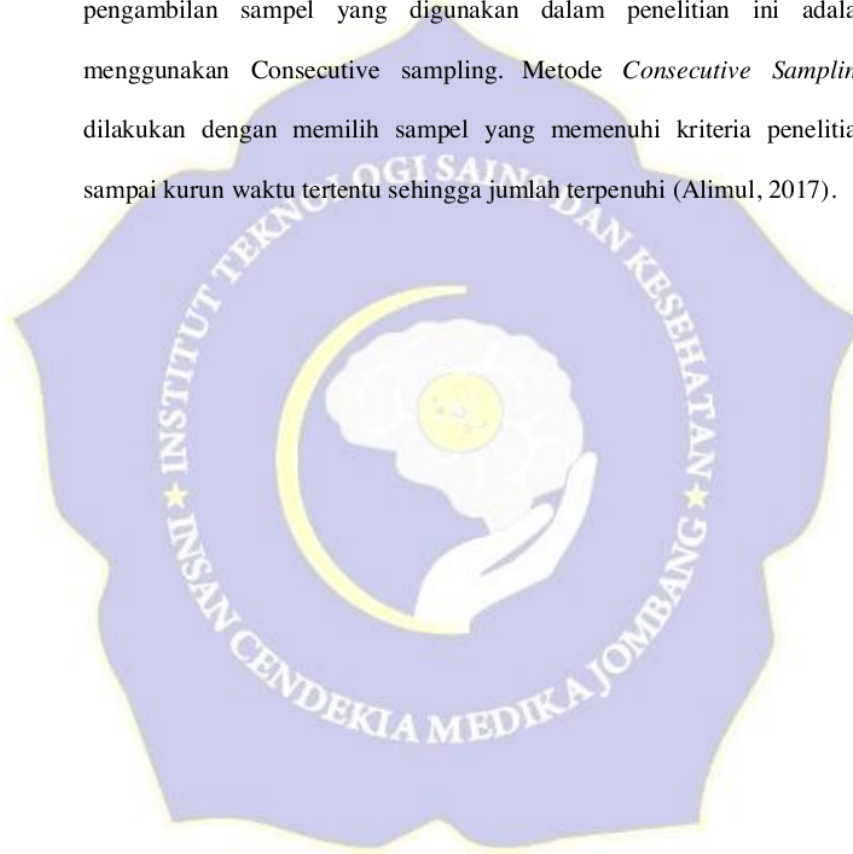 pengambilan sampel yang digunakan dalam penelitian ini adala
menggunakan Consecutive sampling. Metode Consecutive Samplin
dilakukan dengan memilih sampel yang memenuhi kriteria penelitia
sampai kurun waktu tertentu sehingga jumlah terpenuhi (Alimul, 2017).
INSTITUT TEKNOLOGI SAINS DAN KESEHATAN
INSAN CENDEKIA MEDIKA JOMBANG